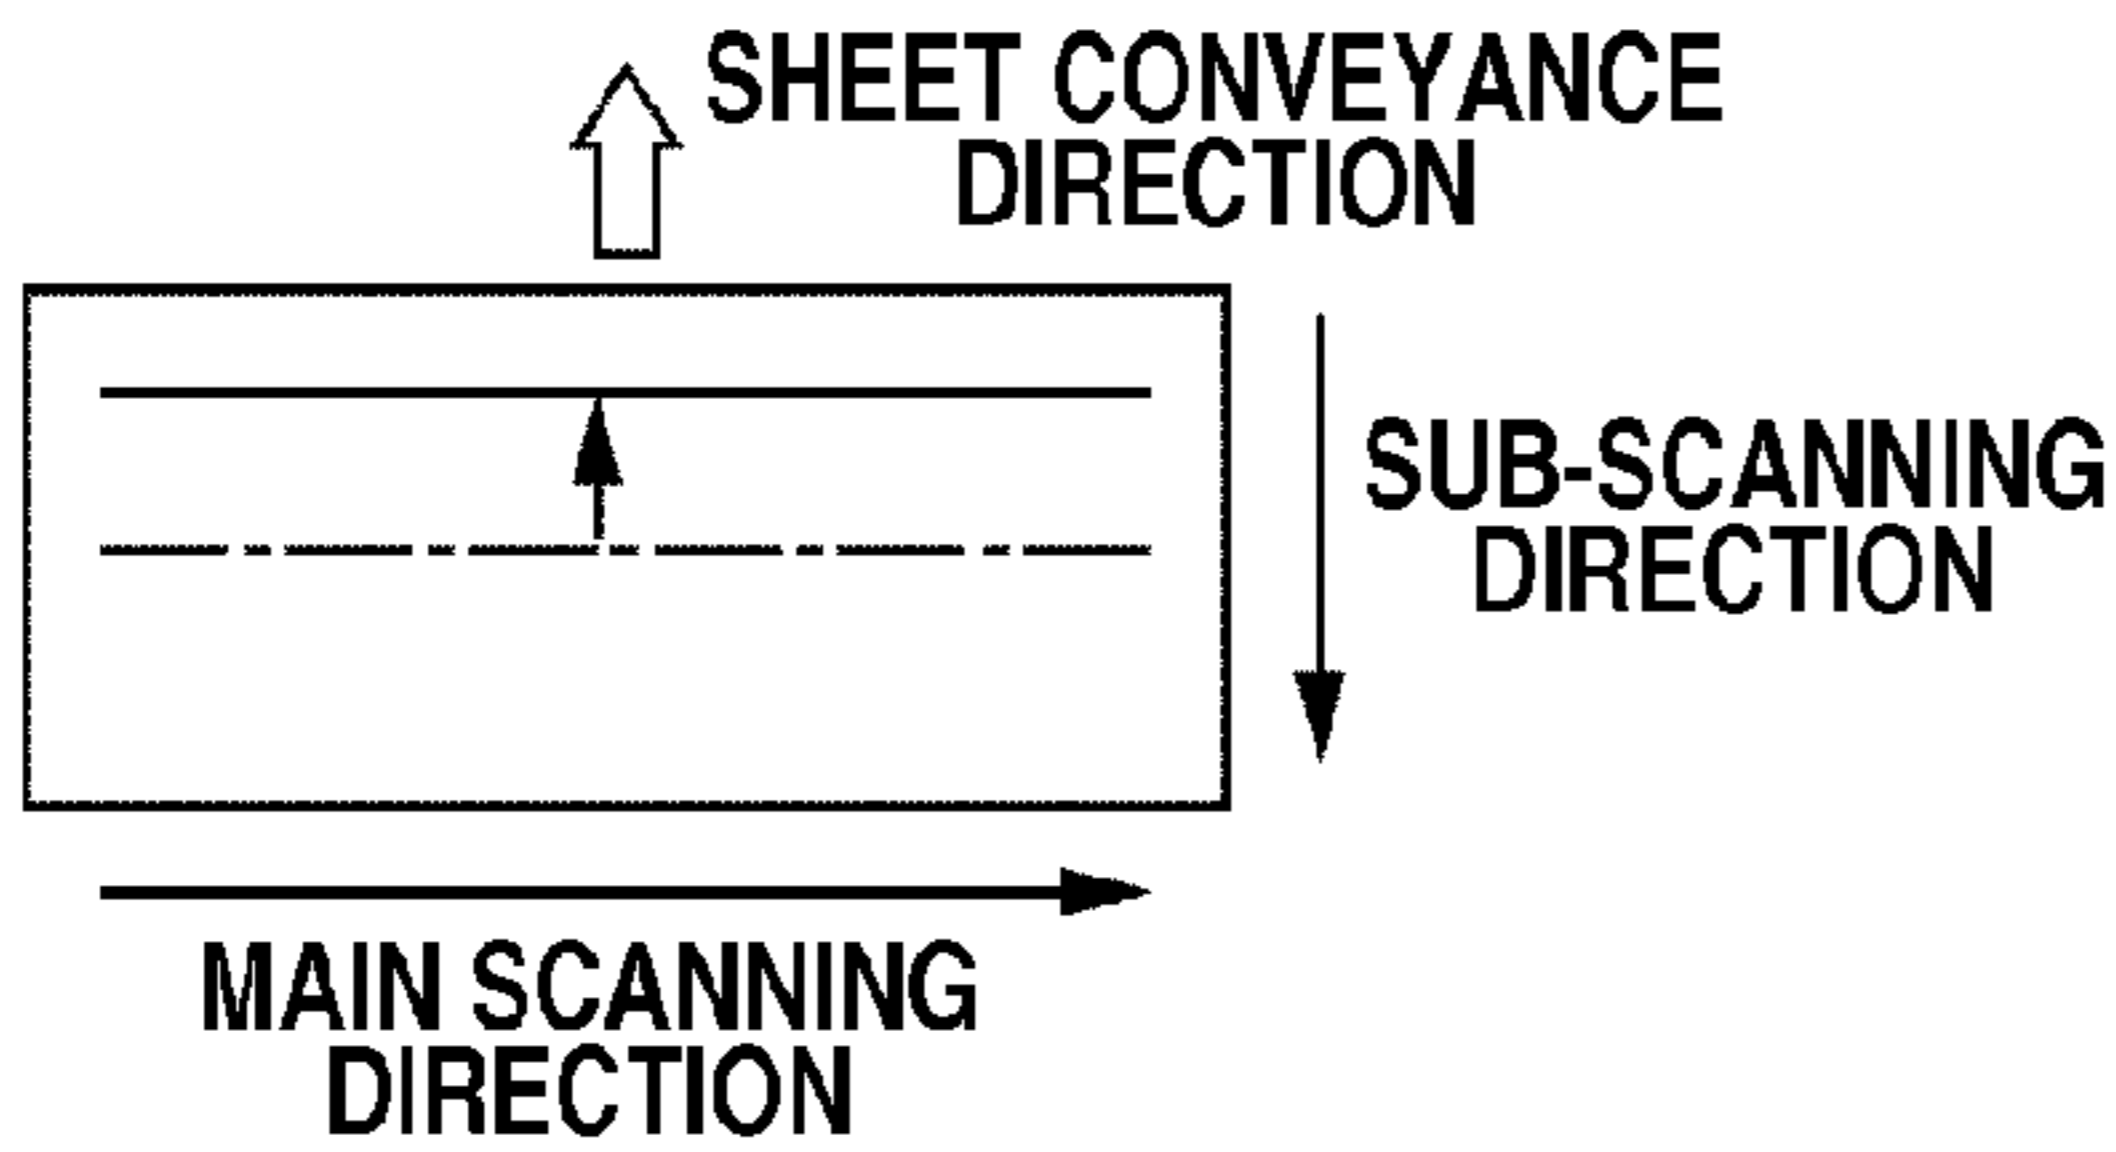 SHEET CONVEYANCE
DIRECTION
SUB-SCANNING
DIRECTION
MAIN SCANNING
DIRECTION